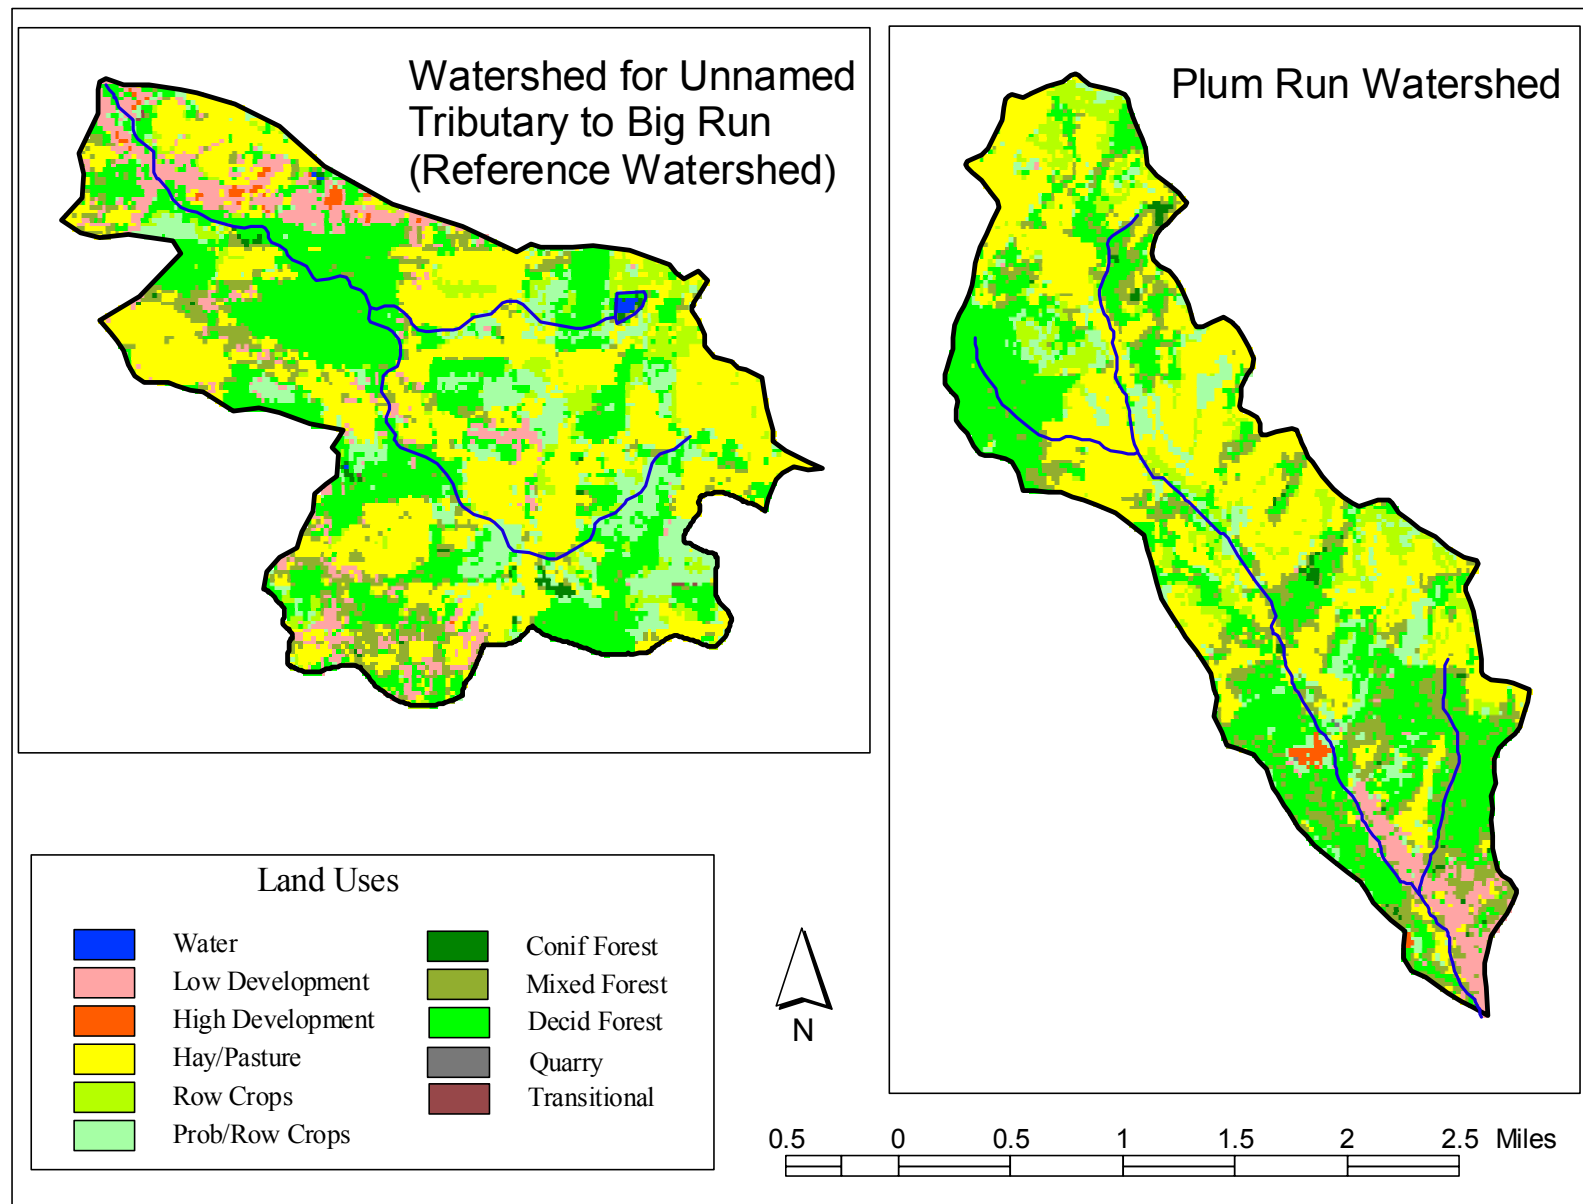 Watershed for Unnamed
Tributary to Big Run
(Reference Watershed)
Plum Run Watershed
Land Uses
Water
Low Development
High Development
Hay/Pasture
Row Crops
Prob/Row Crops
Conif Forest
Mixed Forest
Decid Forest
Quarry
Transitional
N
0.5 0 0.5 1 1.5 2 2.5 Miles